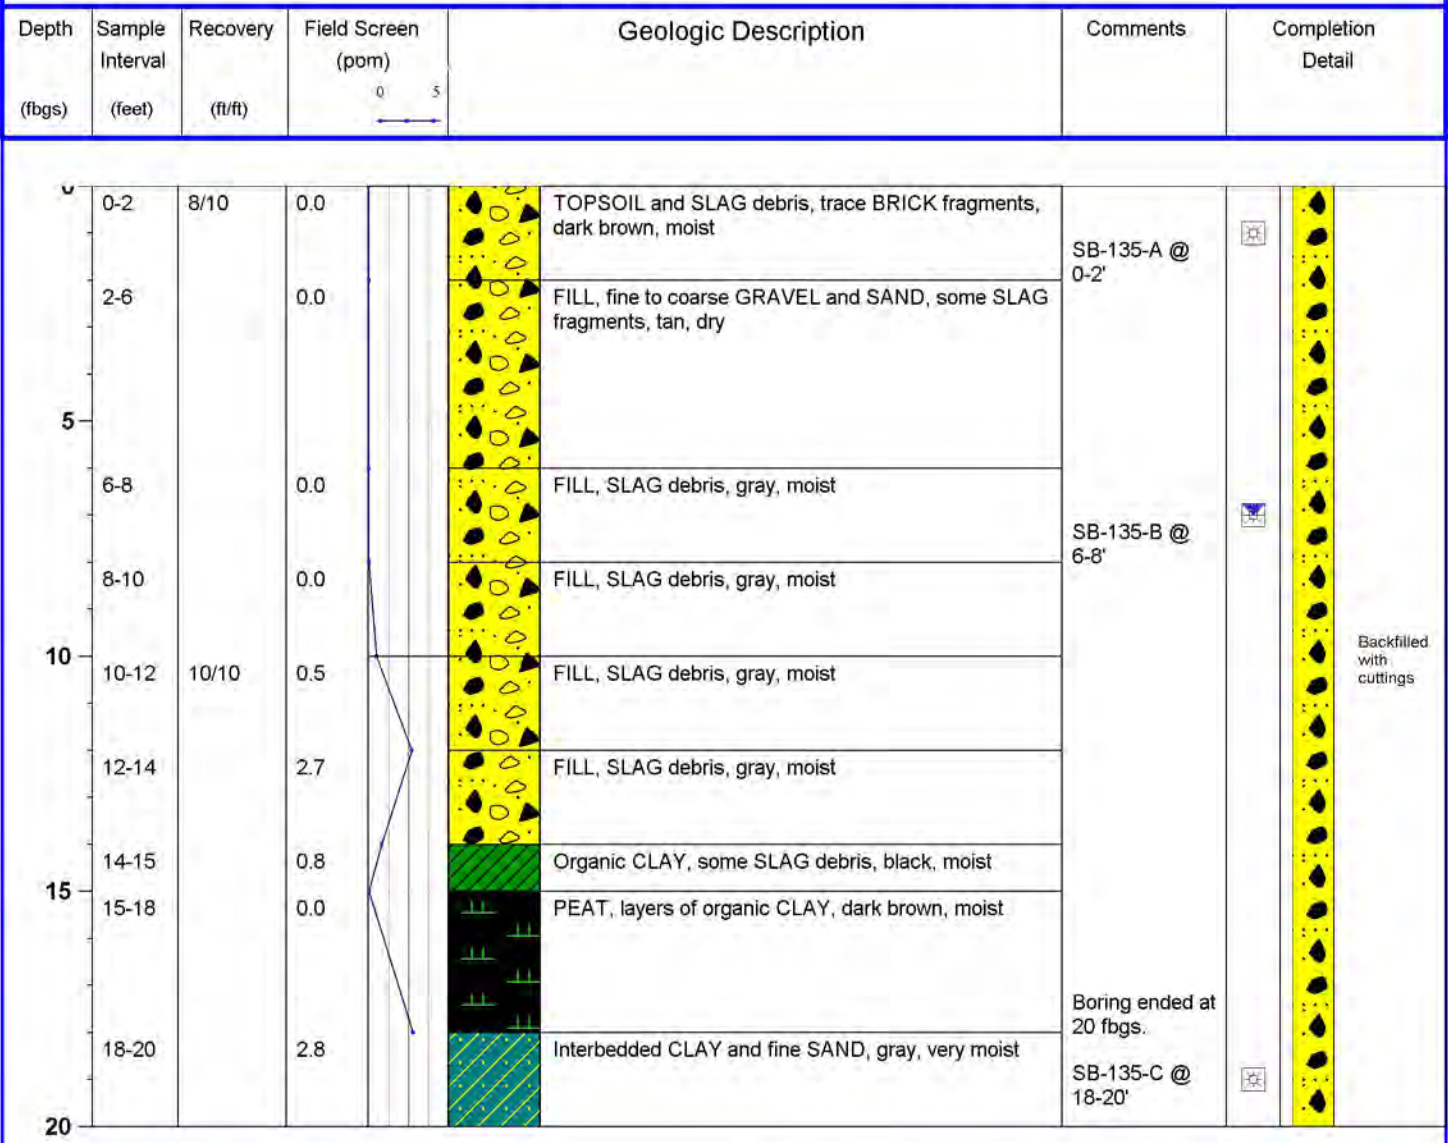 Depth
(fbgs)
Sample
Interval
(feet)
Recovery
(ft/ft)
Field Screen
(ppm)
0 5
Geologic Description
Comments
Completion
Detail
0
0-2 8/10 0.0 TOPSOIL and SLAG debris, trace BRICK fragments,
dark brown, moist
SB-135-A @
0-2'
2-6 0.0 FILL, fine to coarse GRAVEL and SAND, some SLAG
fragments, tan, dry
5
6-8 0.0 FILL, SLAG debris, gray, moist
SB-135-B @
6-8'
8-10 0.0 FILL, SLAG debris, gray, moist
Backfilled
with
cuttings
10
10-12 10/10 0.5 FILL, SLAG debris, gray, moist
12-14 2.7 FILL, SLAG debris, gray, moist
14-15 0.8 Organic CLAY, some SLAG debris, black, moist
15
15-18 0.0 PEAT, layers of organic CLAY, dark brown, moist
Boring ended at
20 fbgs.
18-20 2.8 Interbedded CLAY and fine SAND, gray, very moist
SB-135-C @
18-20'
20